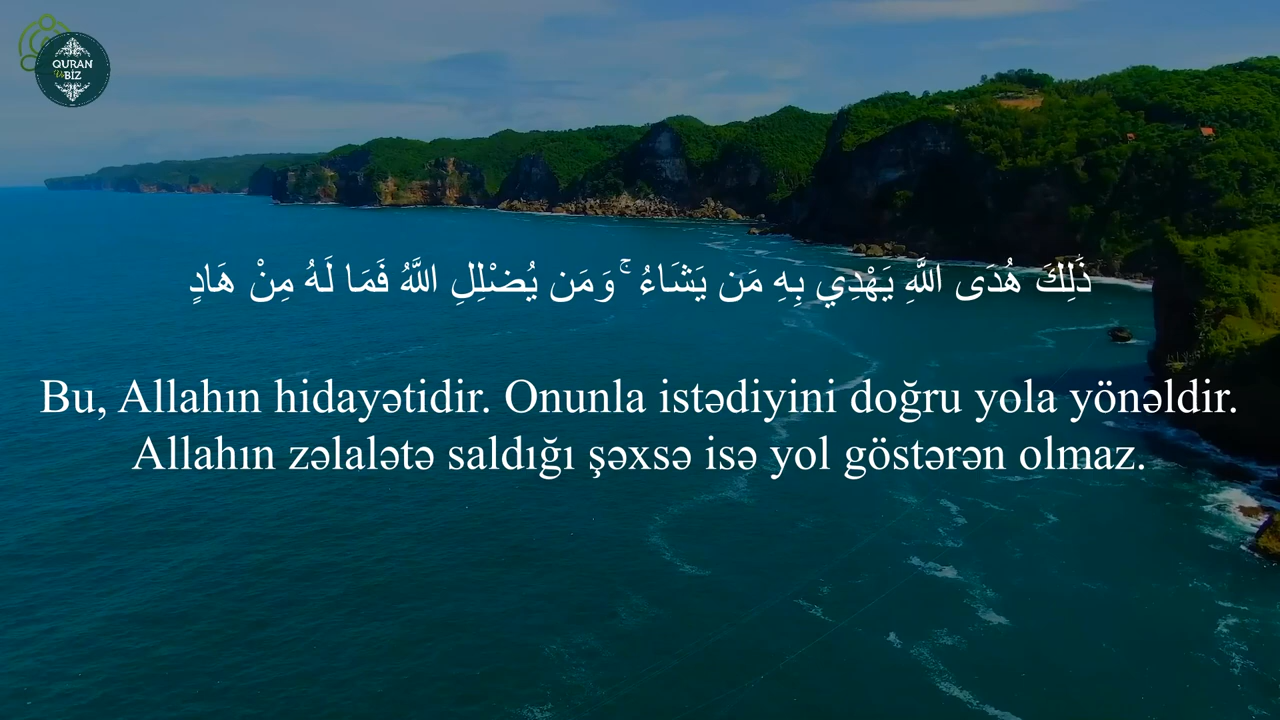 QURAN
Və BİZ
ذَٰلِكَ هُدَى اللَّهِ يَهْدِي بِهِ مَن يَشَاءُ ۚ وَمَن يُضْلِلِ اللَّهُ فَمَا لَهُ مِنْ هَادٍ
Bu, Allahın hidayətidir. Onunla istədiyini doğru yola yönəldir.
Allahın zəlalətə saldığı şəxsə isə yol göstərən olmaz.